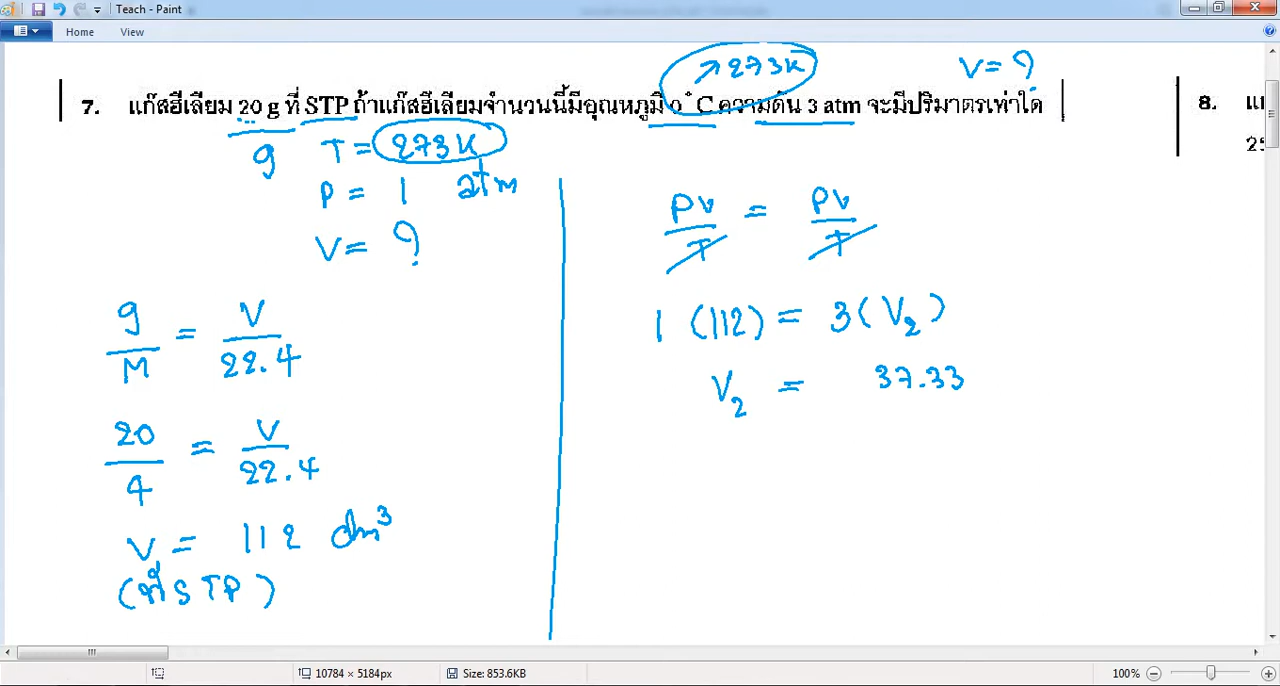 Teach - Paint
Home View
↗273K
V = ?
7. แก๊สฮีเลียม 20 g ที่ STP ถ้าแก๊สฮีเลียมจำนวนนี้มีอุณหภูมิ 0 ° C ความดัน 3 atm จะมีปริมาตรเท่าใด
8.
25
g
T = 273 K
P = 1 atm
V = ?
g/M = V/22.4
20/4 = V/22.4
V = 112 dm³
(ที่ STP)
PV/T = PV/T
1 (112) = 3(V₂)
V₂ = 37.33
10784 × 5184px
Size: 853.6KB
100%